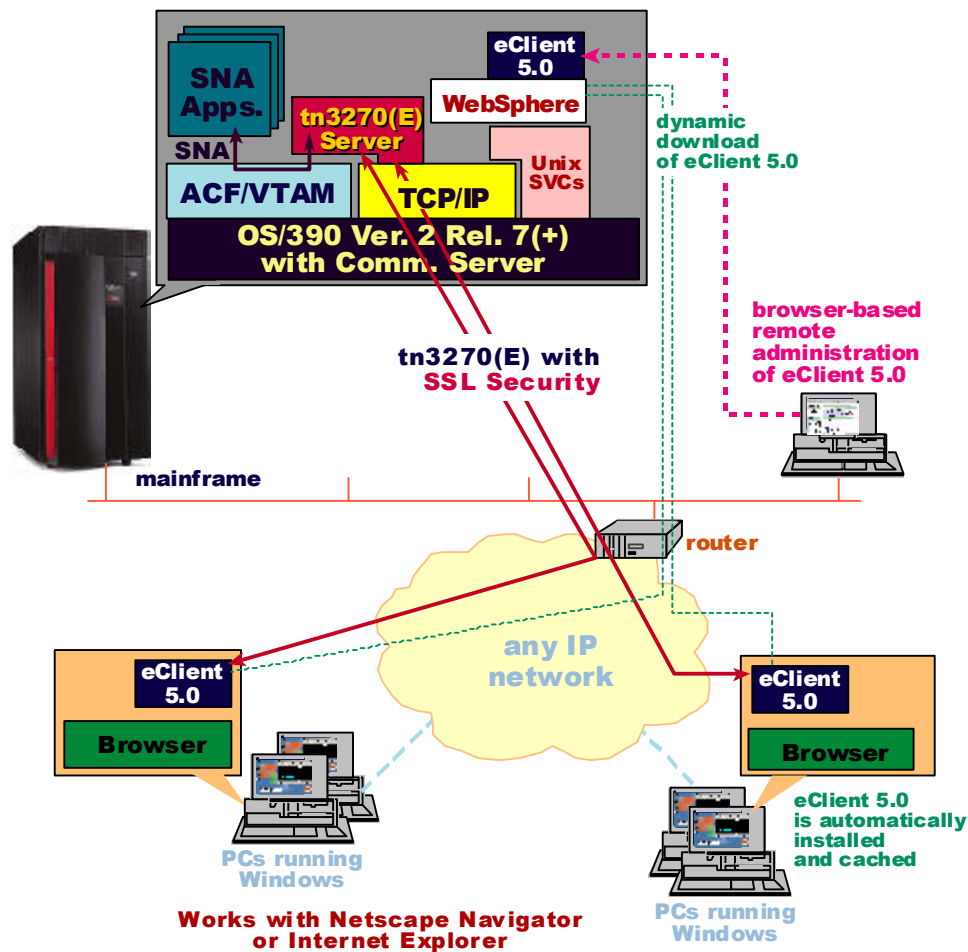 eClient
5.0
SNA
Apps.
WebSphere
tn3270(E)
Server
dynamic
download
of eClient 5.0
SNA
Unix
SVCs
ACF/VTAM
TCP/IP
OS/390 Ver. 2 Rel. 7(+)
with Comm. Server
browser-based
remote
administration
of eClient 5.0
tn3270(E) with
SSL Security
mainframe
router
any IP
network
eClient
5.0
Browser
eClient
5.0
Browser
eClient 5.0
is automatically
installed
and cached
PCs running
Windows
PCs running
Windows
Works with Netscape Navigator
or Internet Explorer